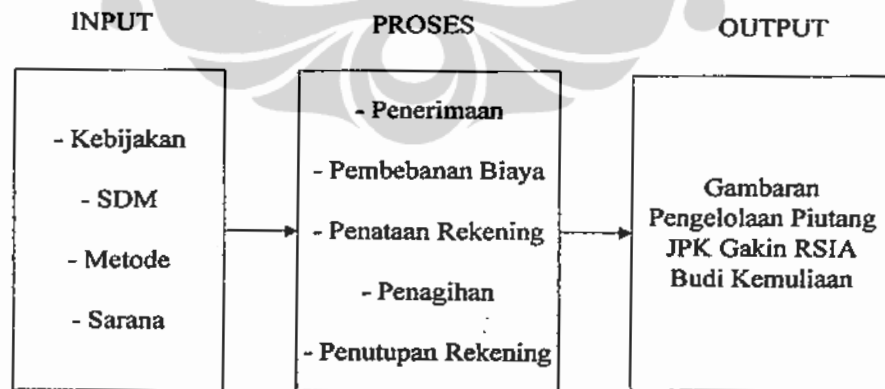 INPUT
- Kebijakan
- SDM
- Metode
- Sarana
PROSES
- Penerimaan
- Pembebanan Biaya
- Penataan Rekening
- Penagihan
- Penutupan Rekening
OUTPUT
Gambaran
Pengelolaan Piutang
JPK Gakin RSIA
Budi Kemuliaan